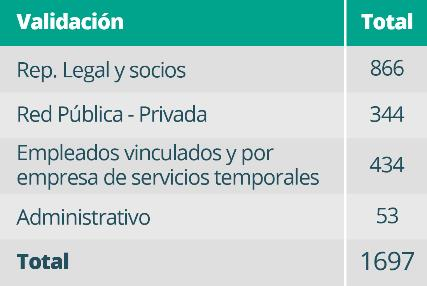 Validación Total
Rep. Legal y socios 866
Red Pública - Privada 344
Empleados vinculados y por
empresa de servicios temporales 434
Administrativo 53
Total 1697